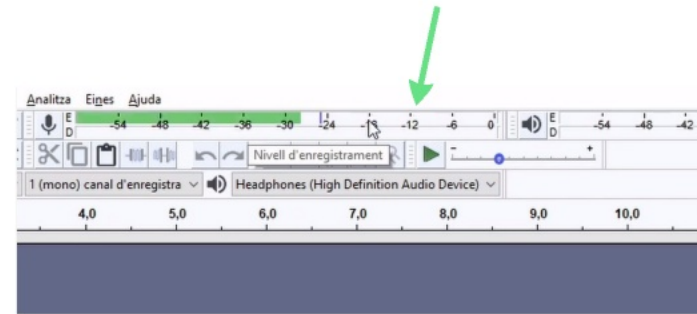 Analitza Eines Ajuda
E
D
-54 -48 -42 -36 -30 -24 -18 -12 -6 0
E
D
-54 -48 -42
Nivell d'enregistrament
- +
1 (mono) canal d'enregistra
Headphones (High Definition Audio Device)
4,0 5,0 6,0 7,0 8,0 9,0 10,0